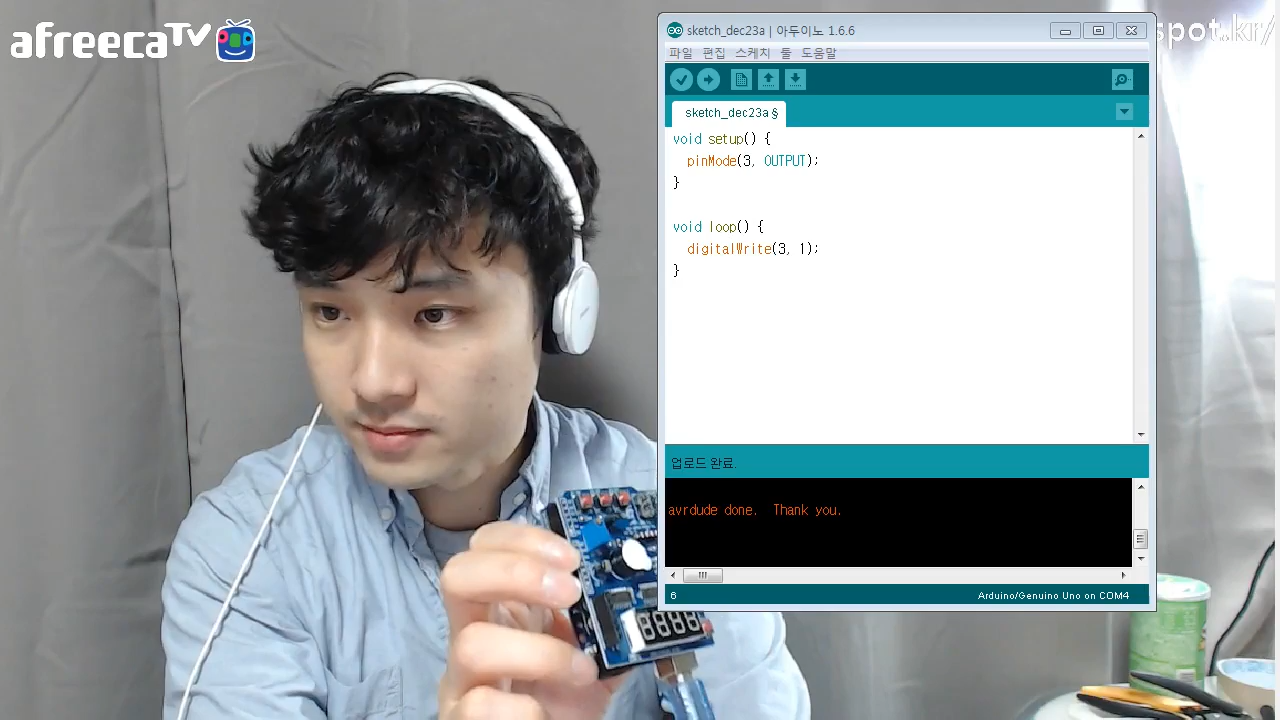 afreecaTV
spot.kr/
sketch_dec23a | 아두이노 1.6.6
파일 편집 스케치 툴 도움말
sketch_dec23a §
void setup() {
pinMode(3, OUTPUT);
}
void loop() {
digitalWrite(3, 1);
}
업로드 완료.
avrdude done.  Thank you.
6
Arduino/Genuino Uno on COM4